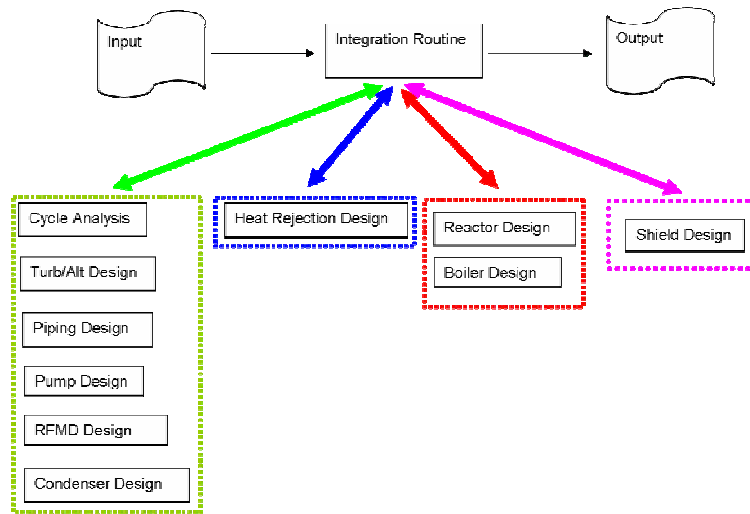 Input
Integration Routine
Output
Cycle Analysis
Turb/Alt Design
Piping Design
Pump Design
RFMD Design
Condenser Design
Heat Rejection Design
Reactor Design
Boiler Design
Shield Design